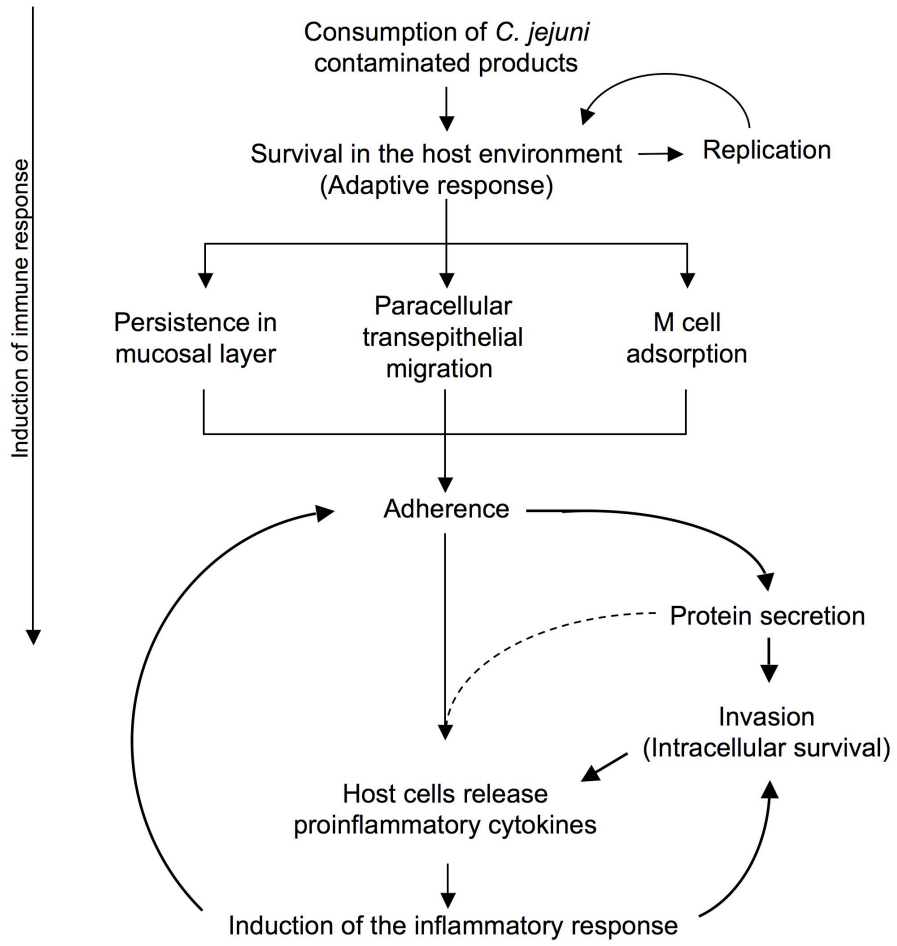 Consumption of C. jejuni
contaminated products
Survival in the host environment
(Adaptive response)
Replication
Induction of immune response
Persistence in
mucosal layer
Paracellular
transepithelial
migration
M cell
adsorption
Adherence
Protein secretion
Invasion
(Intracellular survival)
Host cells release
proinflammatory cytokines
Induction of the inflammatory response